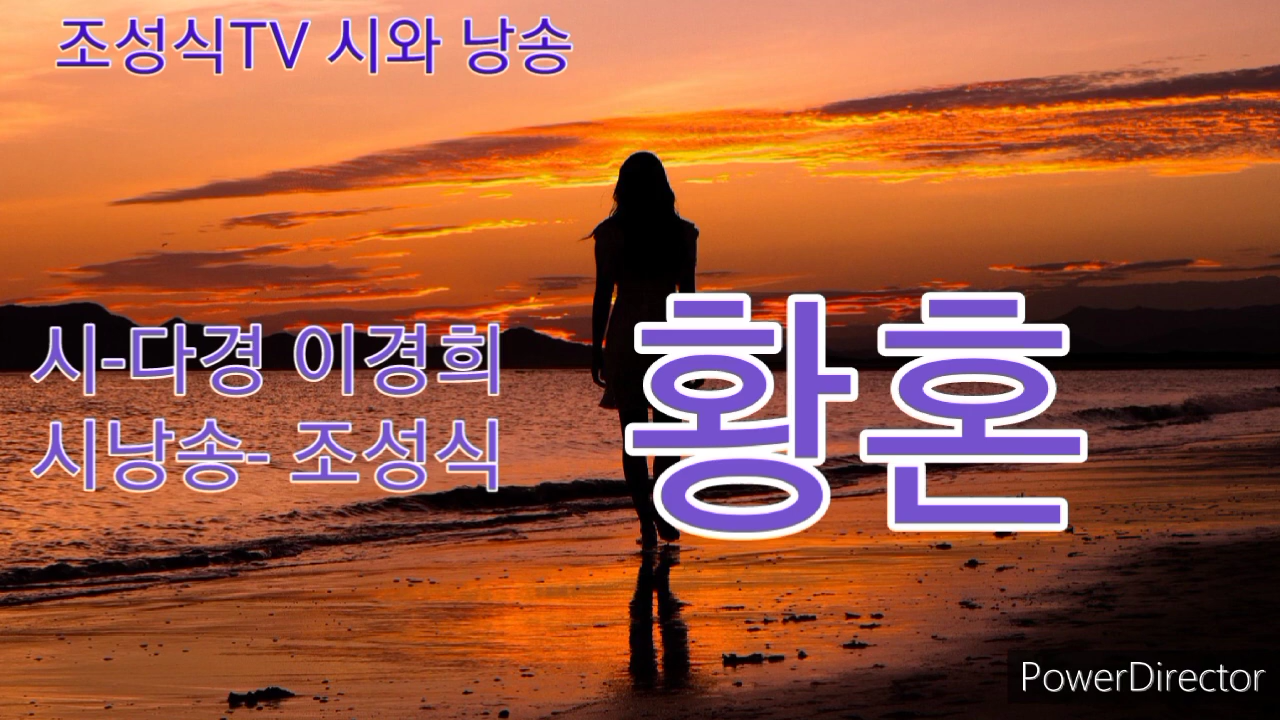 조성식TV 시와 낭송
시-다경 이경희
시낭송- 조성식
황혼
PowerDirector